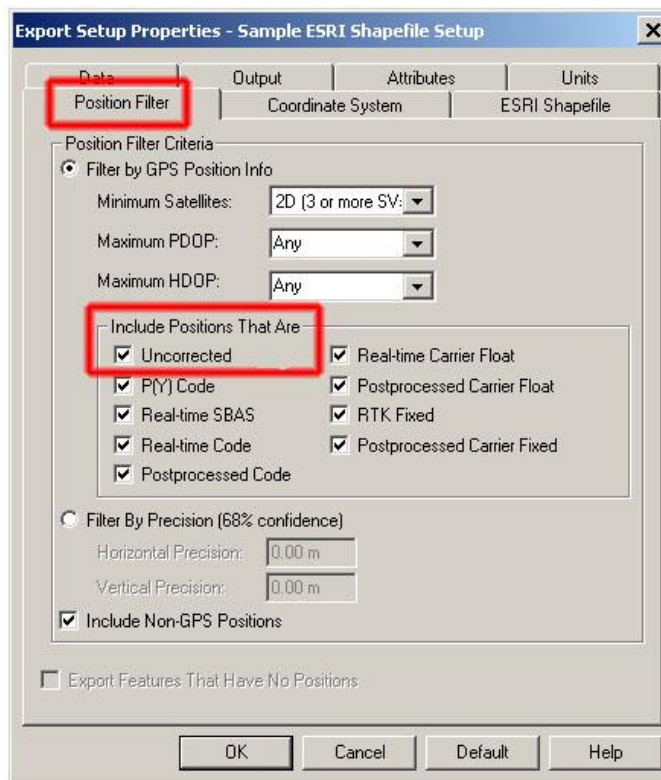 Export Setup Properties - Sample ESRI Shapefile Setup
Data Output Attributes Units
Position Filter Coordinate System ESRI Shapefile
Position Filter Criteria
Filter by GPS Position Info
Minimum Satellites: 2D (3 or more SV:
Maximum PDOP: Any
Maximum HDOP: Any
Include Positions That Are
Uncorrected Real-time Carrier Float
P(Y) Code Postprocessed Carrier Float
Real-time SBAS RTK Fixed
Real-time Code Postprocessed Carrier Fixed
Postprocessed Code
Filter By Precision (68% confidence)
Horizontal Precision: 0.00 m
Vertical Precision: 0.00 m
Include Non-GPS Positions
Export Features That Have No Positions
OK Cancel Default Help